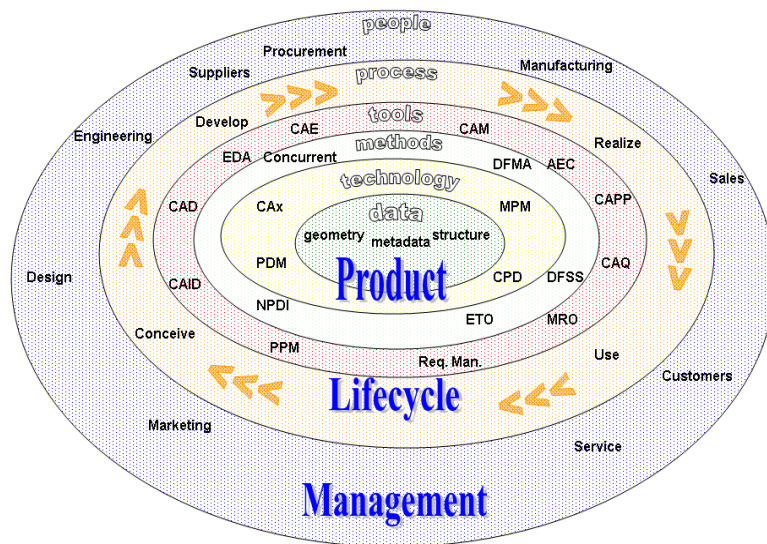 people
Procurement
Manufacturing
Suppliers
process
Engineering
Develop
tools
Realize
CAE
CAM
EDA
Concurrent
methods
DFMA
AEC
Sales
technology
CAD
CAx
data
MPM
CAPP
geometry
metadata
structure
Design
PDM
Product
CPD
DFSS
CAQ
CAID
NPDI
ETO
MRO
Conceive
PPM
Req. Man.
Use
Customers
Lifecycle
Marketing
Service
Management